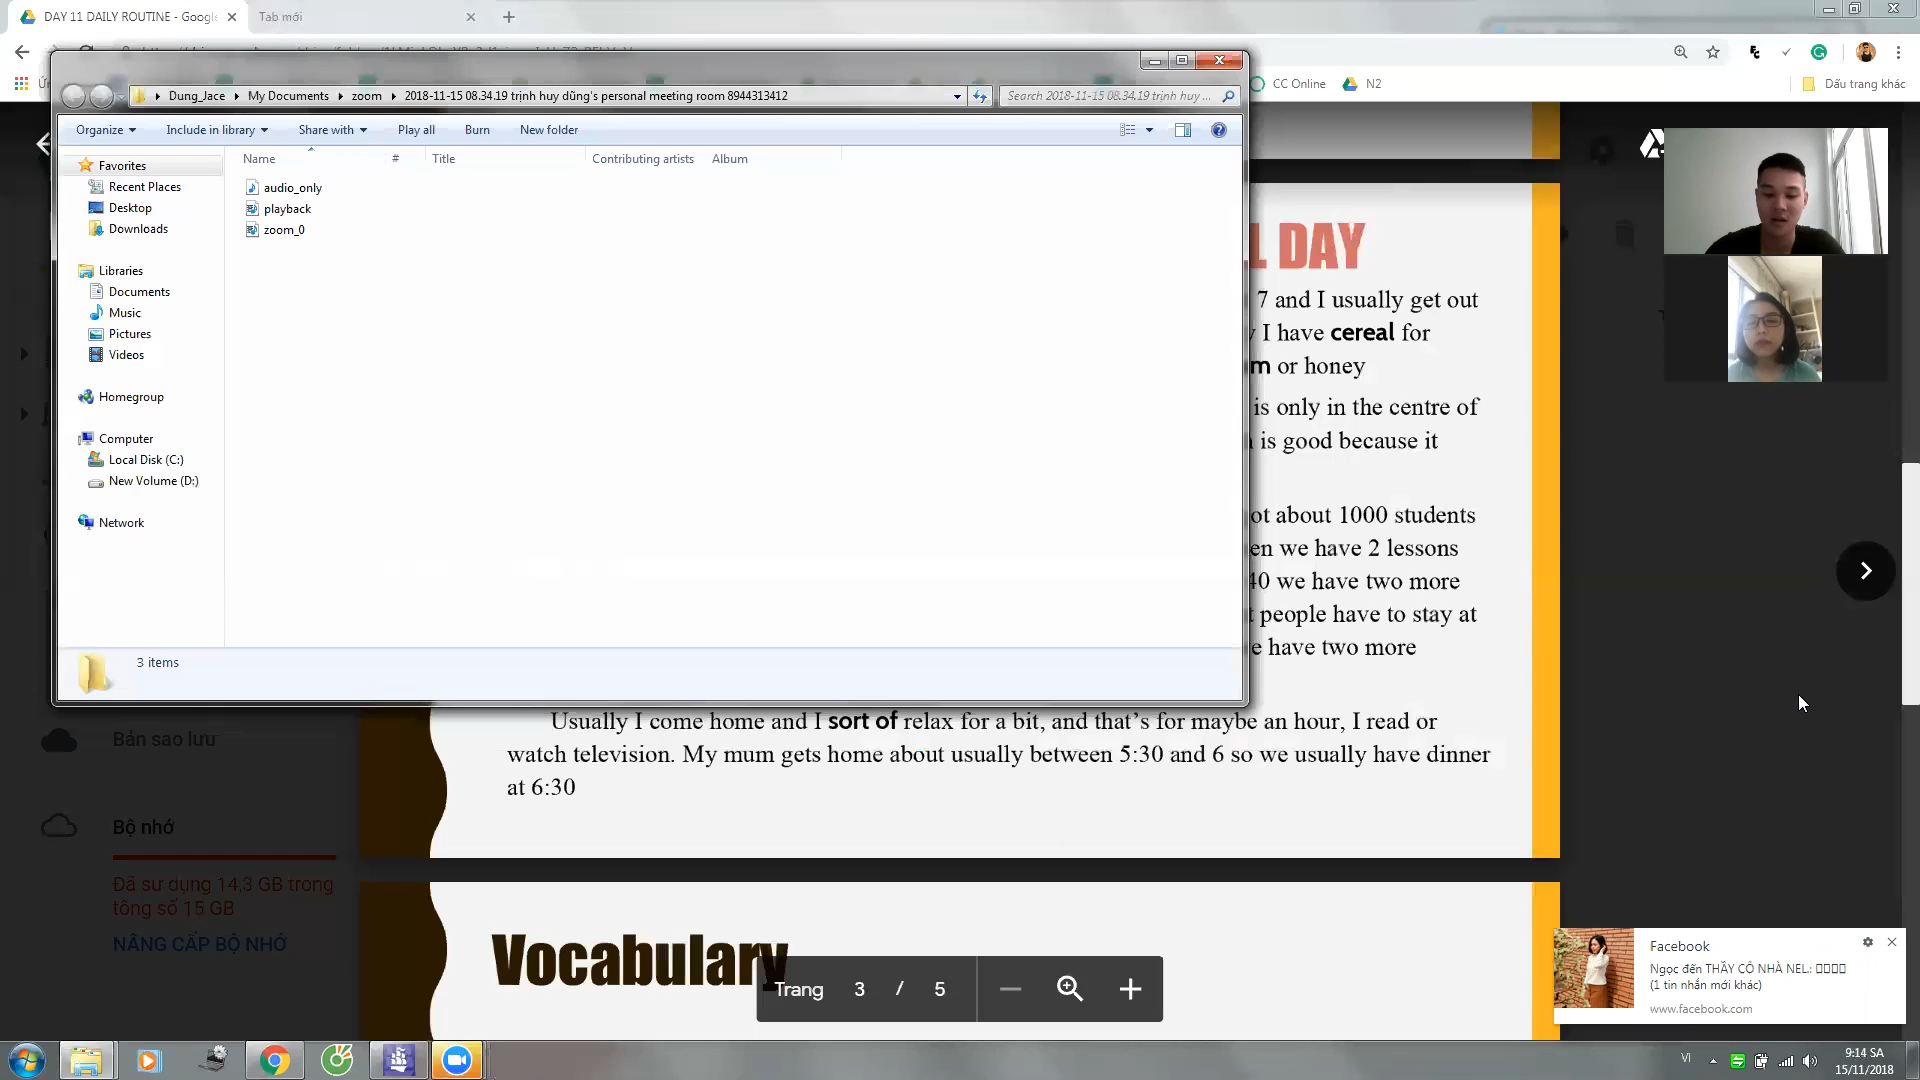 DAY 11 DAILY ROUTINE - Googl
Tab mới
CC Online
N2
Dấu trang khác
Dung_Jace
My Documents
zoom
2018-11-15 08.34.19 trịnh huy dũng's personal meeting room 8944313412
Search 2018-11-15 08.34.19 trịnh huy ...
Organize
Include in library
Share with
Play all
Burn
New folder
Name
#
Title
Contributing artists
Album
Favorites
Recent Places
Desktop
Downloads
Libraries
Documents
Music
Pictures
Videos
Homegroup
Computer
Local Disk (C:)
New Volume (D:)
Network
audio_only
playback
zoom_0
3 items
L DAY
7 and I usually get out
I have cereal for
m or honey
is only in the centre of
is good because it
ot about 1000 students
en we have 2 lessons
40 we have two more
t people have to stay at
e have two more
Usually I come home and I sort of relax for a bit, and that's for maybe an hour, I read or
watch television. My mum gets home about usually between 5:30 and 6 so we usually have dinner
at 6:30
Bản sao lưu
Bộ nhớ
Đã sử dụng 14,3 GB trong
tổng số 15 GB
NÂNG CẤP BỘ NHỚ
Vocabulary
Trang 3 / 5
Facebook
Ngọc đến THẦY CÔ NHÀ NEL.:
(1 tin nhắn mới khác)
www.facebook.com
VI
9:14 SA
15/11/2018